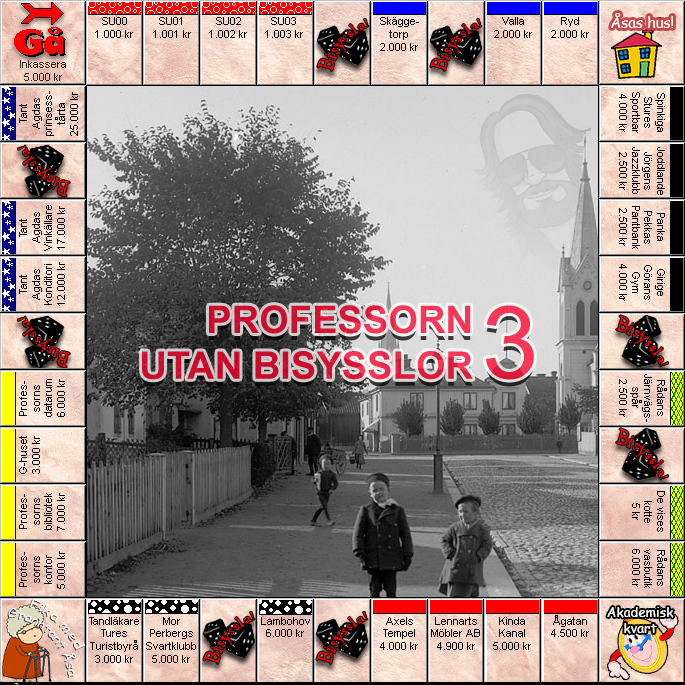 Gå
Inkassera
5.000 kr
SU00
1.000 kr
SU01
1.001 kr
SU02
1.002 kr
SU03
1.003 kr
Bisyssla!
Skägge-
torp
2.000 kr
Bisyssla!
Valla
2.000 kr
Ryd
2.000 kr
Åsas hus!
Tant
Agdas
prinsess-
tårta
25.000 kr
Bisyssla!
Tant
Agdas
Vinkällare
17.000 kr
Tant
Agdas
Konditori
12.000 kr
Bisyssla!
Profes-
sorns
datarum
6.000 kr
G-huset
3.000 kr
Profes-
sorns
bibliotek
7.000 kr
Profes-
sorns
kontor
5.000 kr
PROFESSORN
UTAN BISYSSLOR 3
Spinkiga
Stures
Sportbar
4.000 kr
Joddlande
Jörgens
Jazzklubb
2.500 kr
Panka
Pekkas
Pantbank
2.500 kr
Girige
Görans
Gym
4.000 kr
Bisyssla!
Rådans
Järnvägs-
spår
2.500 kr
Bisyssla!
De vises
kotte
5 kr
Rådans
vasbutik
6.000 kr
Tandläkare
Tures
Turistbyrå
3.000 kr
Mor
Perbergs
Svartklubb
5.000 kr
Bisyssla!
Lambohov
6.000 kr
Bisyssla!
Axels
Tempel
4.000 kr
Lennarts
Möbler AB
4.900 kr
Kinda
Kanal
5.000 kr
Ågatan
4.500 kr
Akademisk
kvart